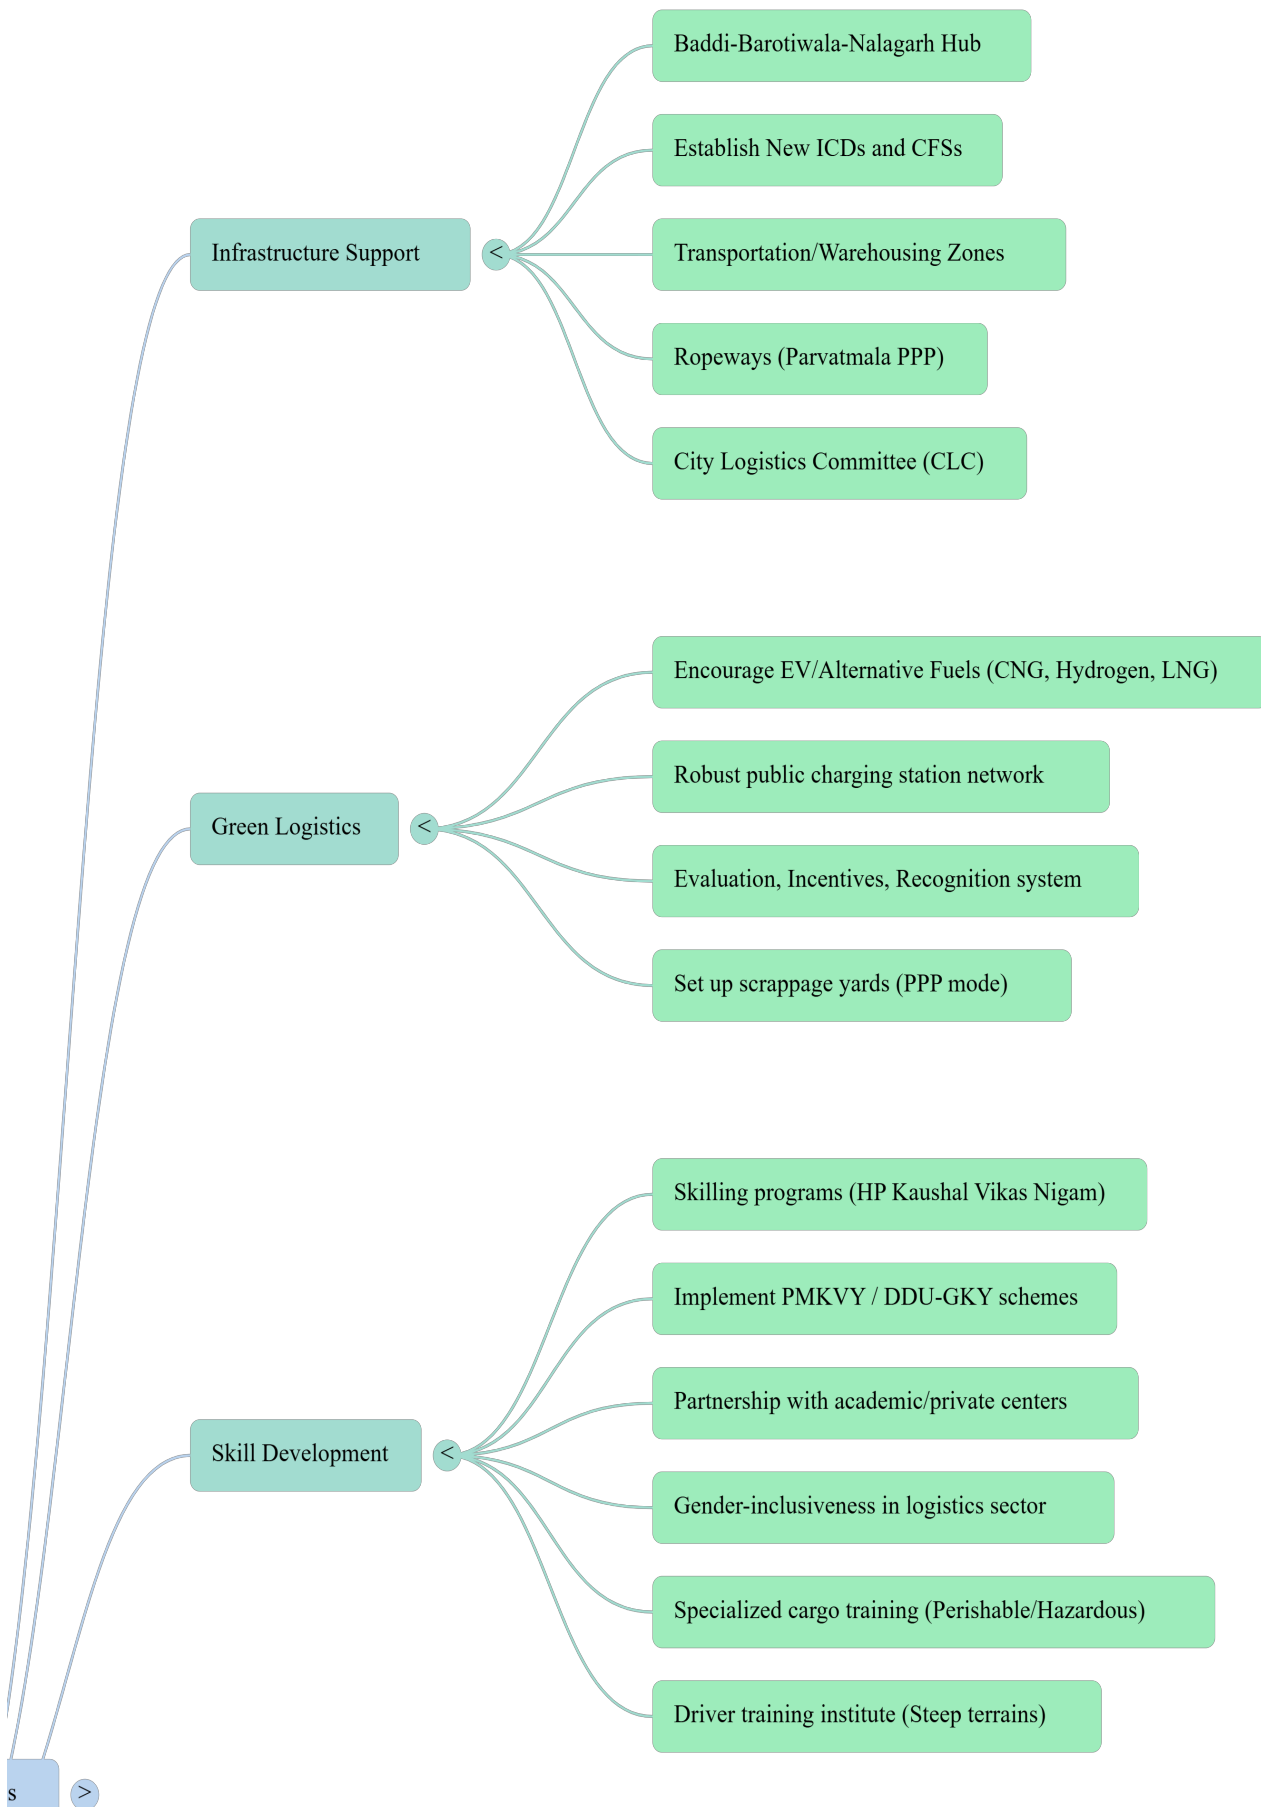 Baddi-Barotiwala-Nalagarh Hub
Establish New ICDs and CFSs
Infrastructure Support
<
Transportation/Warehousing Zones
Ropeways (Parvatmala PPP)
City Logistics Committee (CLC)
Encourage EV/Alternative Fuels (CNG, Hydrogen, LNG)
Robust public charging station network
Green Logistics
<
Evaluation, Incentives, Recognition system
Set up scrappage yards (PPP mode)
Skilling programs (HP Kaushal Vikas Nigam)
Implement PMKVY / DDU-GKY schemes
Partnership with academic/private centers
Skill Development
<
Gender-inclusiveness in logistics sector
Specialized cargo training (Perishable/Hazardous)
Driver training institute (Steep terrains)
s
>